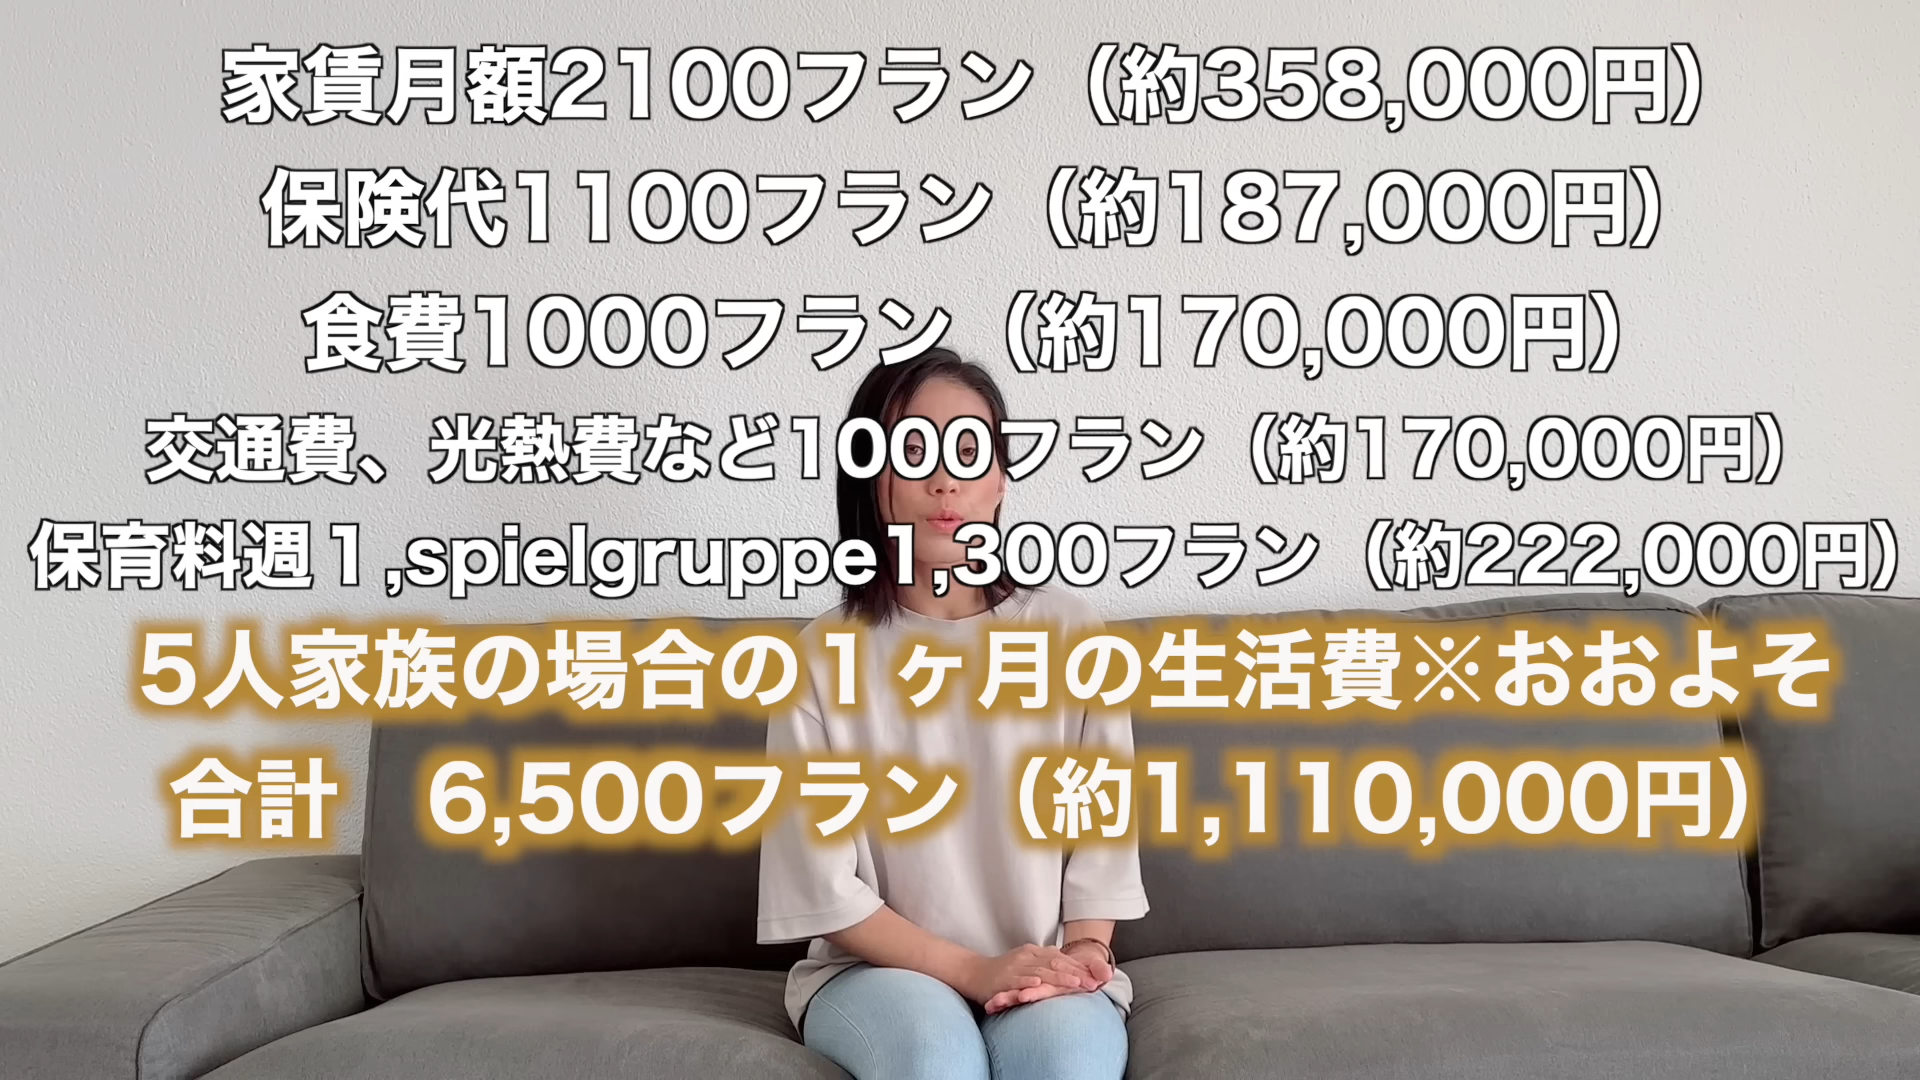 家賃月額2100フラン（約358,000円）
保険代1100フラン（約187,000円）
食費1000フラン（約170,000円）
交通費、光熱費など1000フラン（約170,000円）
保育料週１,spielgruppe1,300フラン（約222,000円）
5人家族の場合の１ヶ月の生活費※おおよそ
合計　6,500フラン（約1,110,000円）